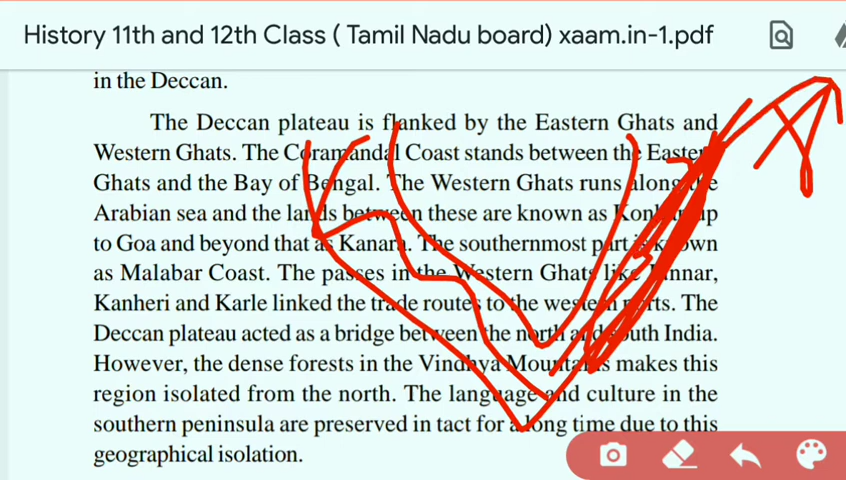 History 11th and 12th Class ( Tamil Nadu board) xaam.in-1.pdf
in the Deccan.
The Deccan plateau is flanked by the Eastern Ghats and
Western Ghats. The Coramandal Coast stands between the Eastern
Ghats and the Bay of Bengal. The Western Ghats runs along the
Arabian sea and the lands between these are known as Konkan up
to Goa and beyond that as Kanara. The southernmost part is known
as Malabar Coast. The passes in the Western Ghats like
Kanheri and Karle linked the trade routes to the western ports. The
Deccan plateau acted as a bridge between the north and south India.
However, the dense forests in the Vindhya Mountains makes this
region isolated from the north. The language and culture in the
southern peninsula are preserved in tact for a long time due to this
geographical isolation.